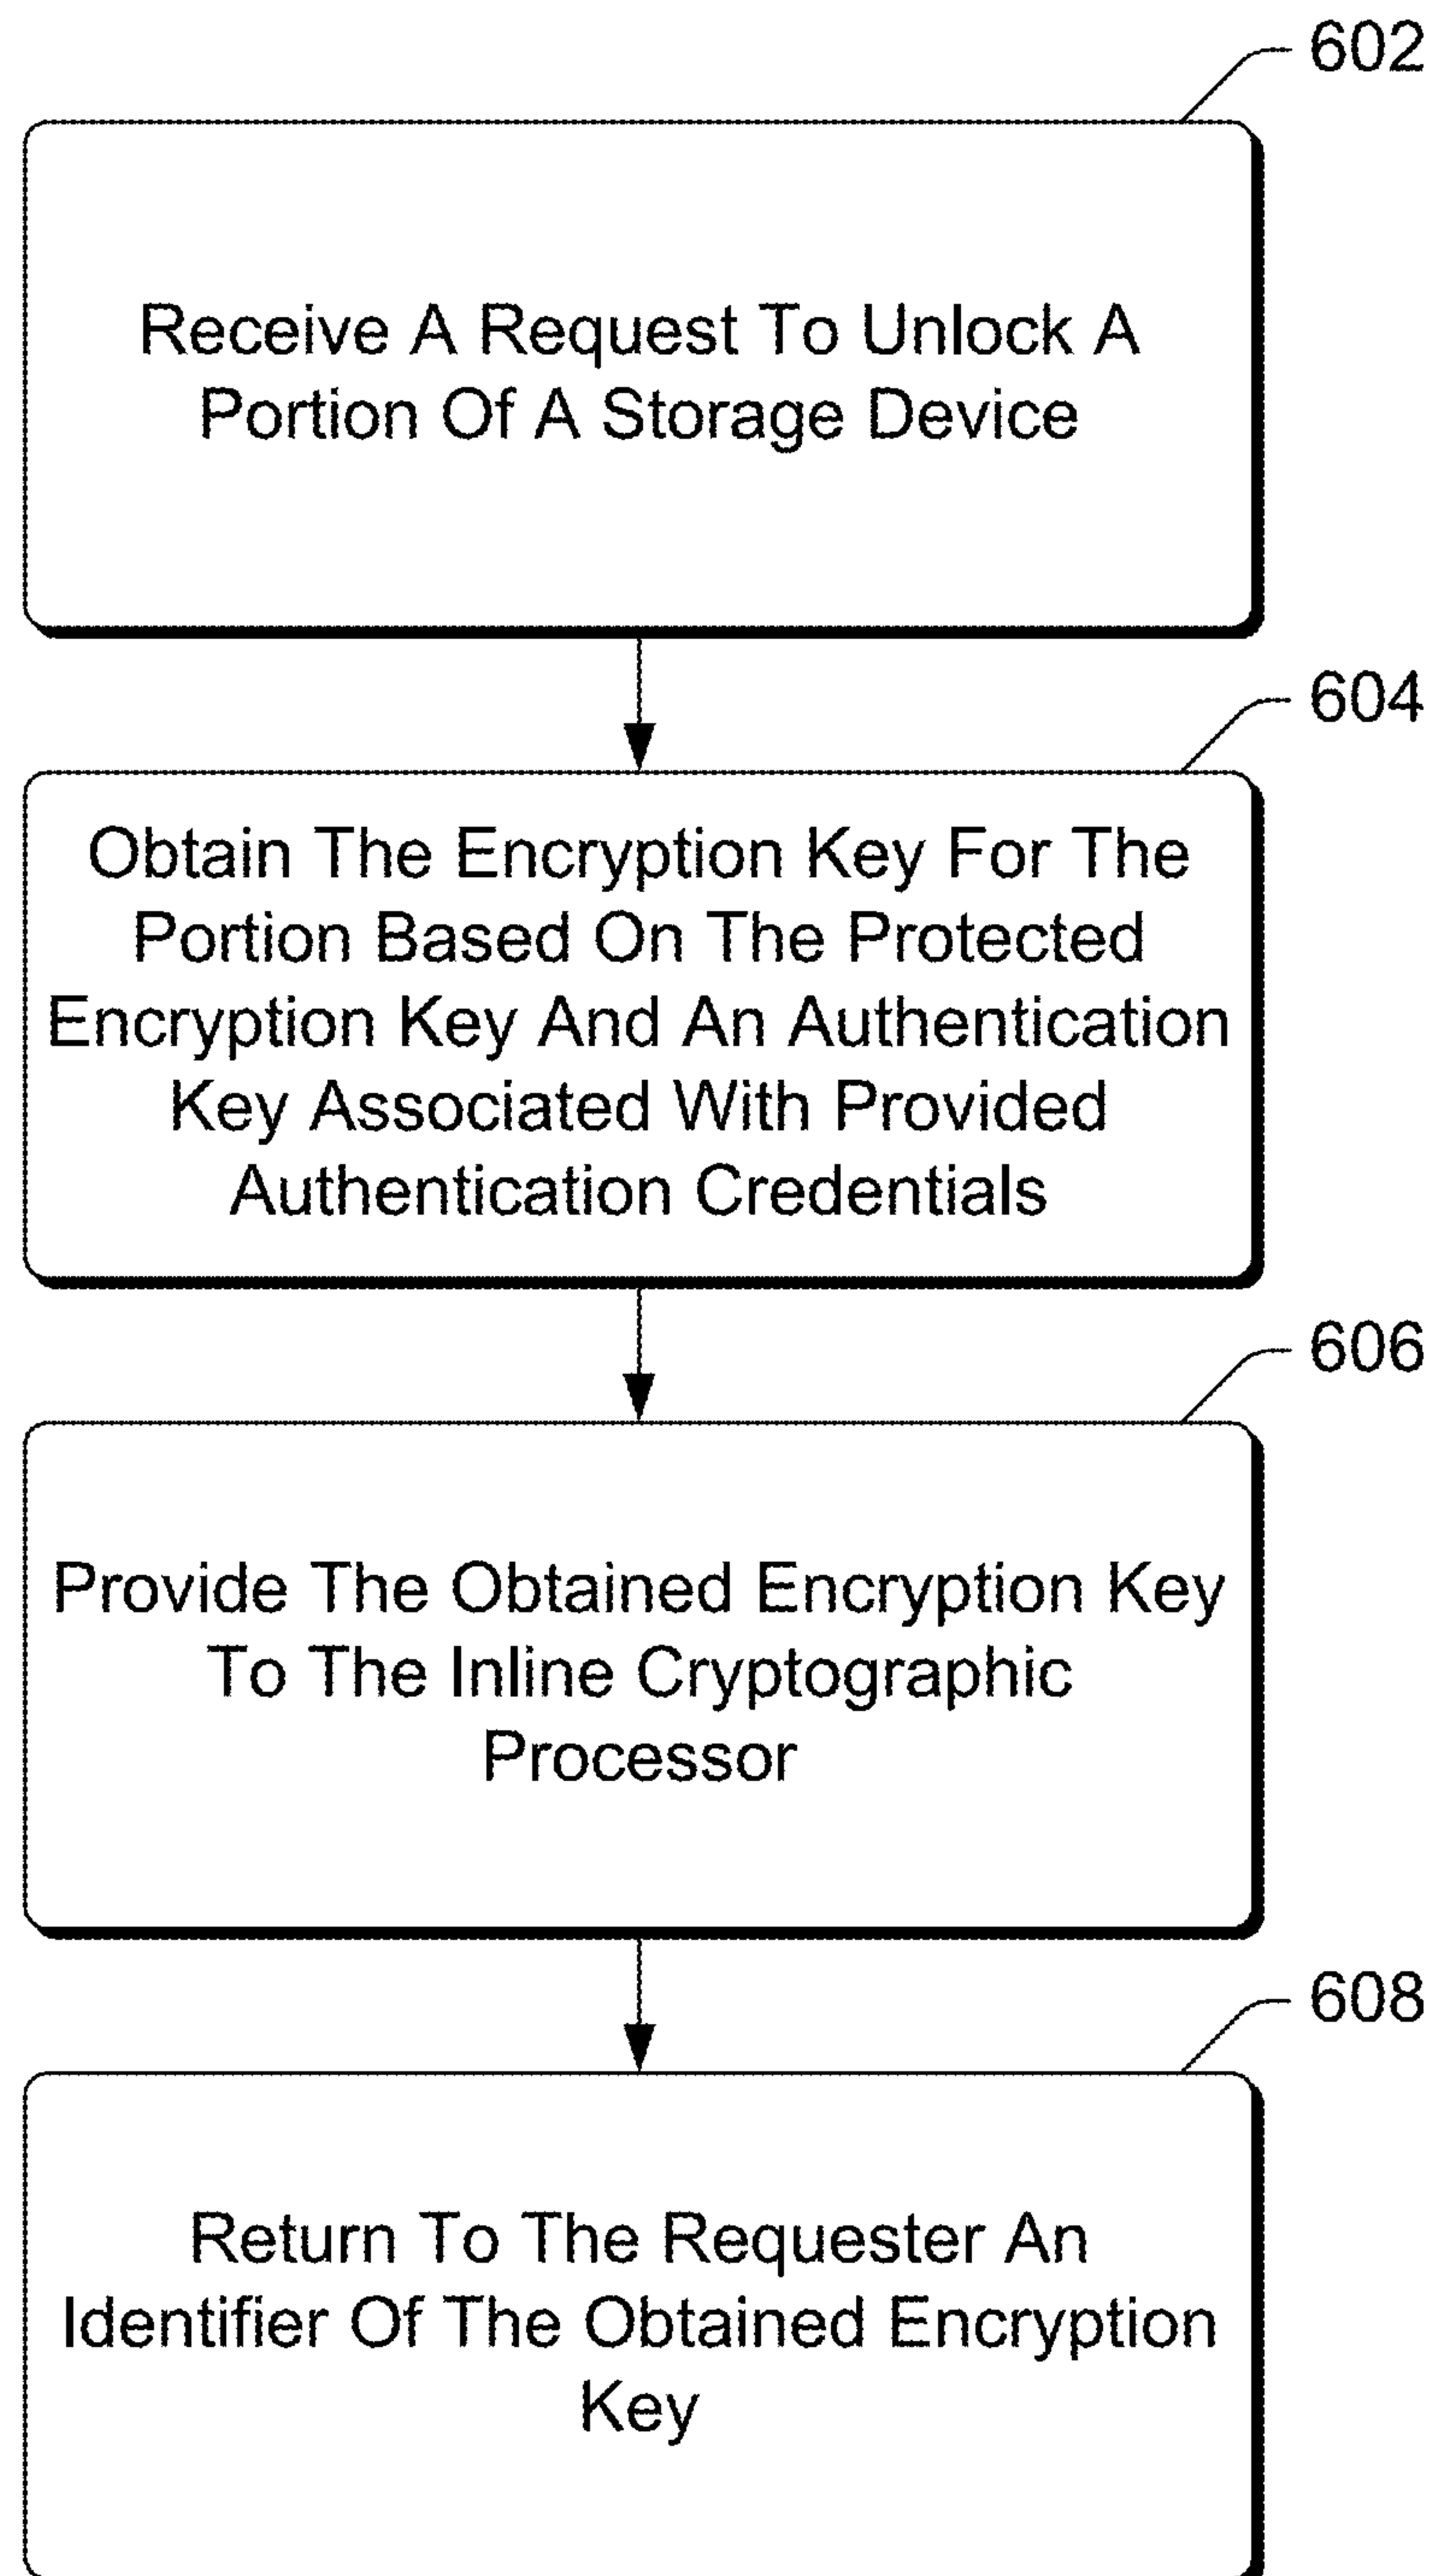 602
Receive A Request To Unlock A
Portion Of A Storage Device
604
Obtain The Encryption Key For The
Portion Based On The Protected
Encryption Key And An Authentication
Key Associated With Provided
Authentication Credentials
606
Provide The Obtained Encryption Key
To The Inline Cryptographic
Processor
608
Return To The Requester An
Identifier Of The Obtained Encryption
Key